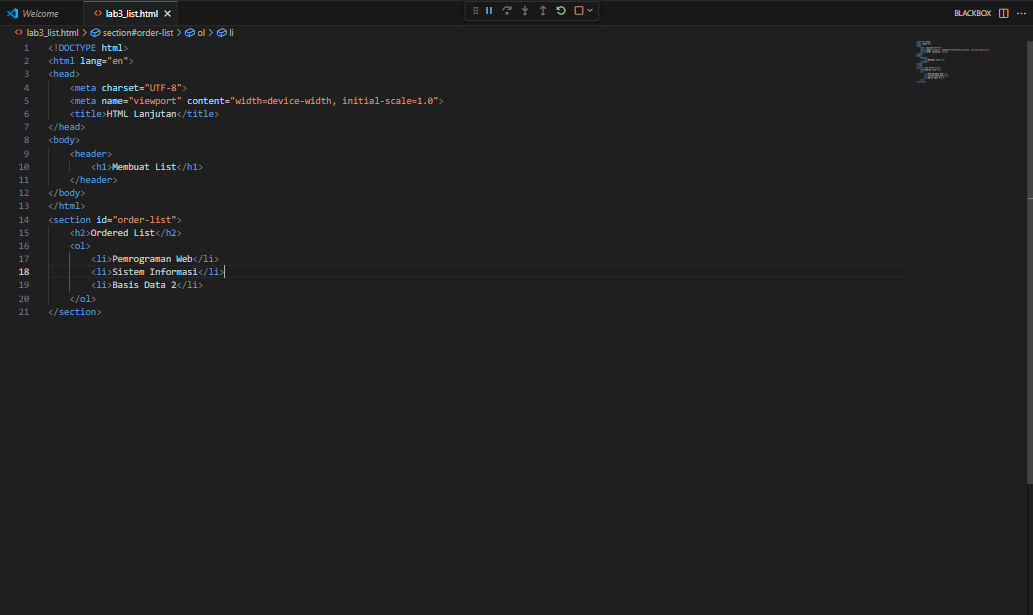 Welcome
lab3_list.html
BLACKBOX
lab3_list.html > section#order-list > ol > li
1 <!DOCTYPE html>
2 <html lang="en">
3 <head>
4 <meta charset="UTF-8">
5 <meta name="viewport" content="width=device-width, initial-scale=1.0">
6 <title>HTML Lanjutan</title>
7 </head>
8 <body>
9 <header>
10 <h1>Membuat List</h1>
11 </header>
12 </body>
13 </html>
14 <section id="order-list">
15 <h2>Ordered List</h2>
16 <ol>
17 <li>Pemrograman Web</li>
18 <li>Sistem Informasi</li>
19 <li>Basis Data 2</li>
20 </ol>
21 </section>